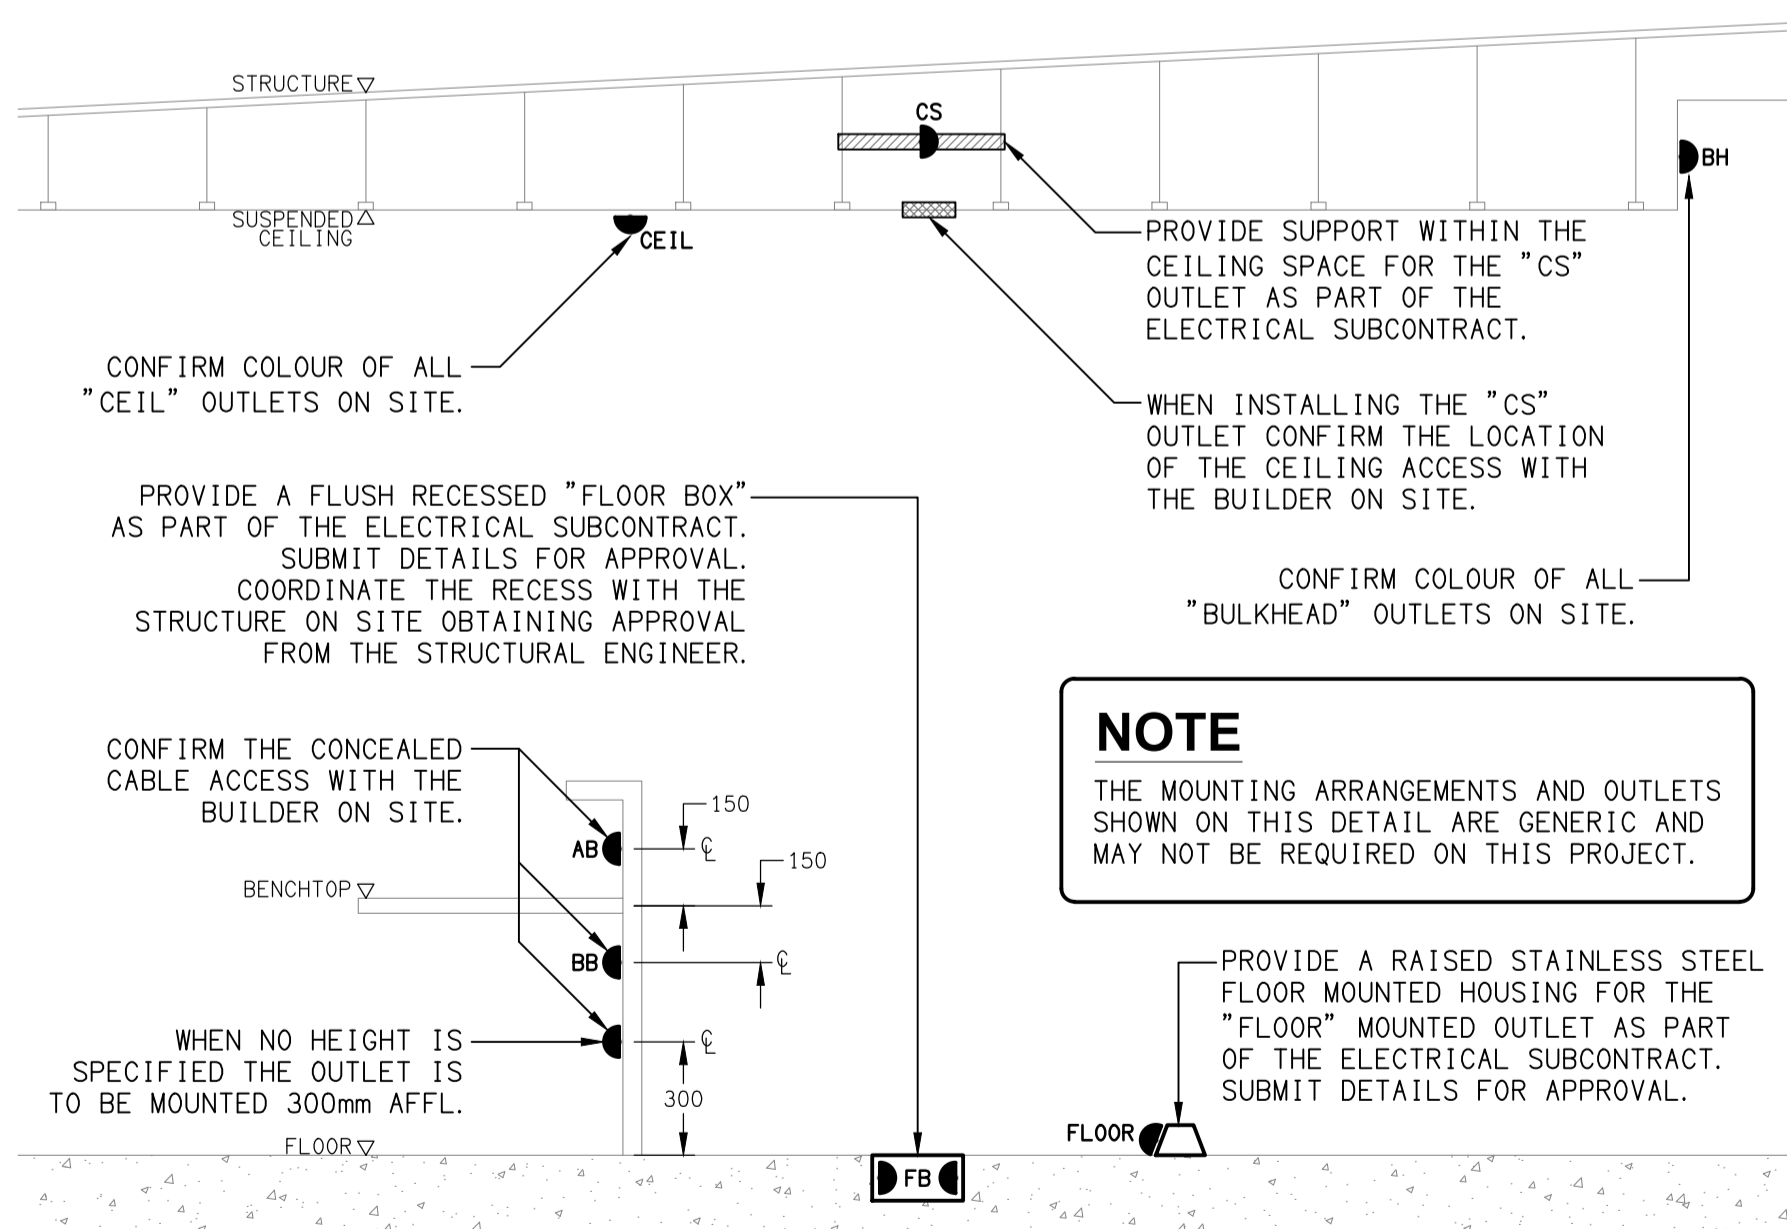 STRUCTURE
CS
BH
SUSPENDED
CEILING
CEIL
PROVIDE SUPPORT WITHIN THE
CEILING SPACE FOR THE "CS"
OUTLET AS PART OF THE
ELECTRICAL SUBCONTRACT.
CONFIRM COLOUR OF ALL
"CEIL" OUTLETS ON SITE.
WHEN INSTALLING THE "CS"
OUTLET CONFIRM THE LOCATION
OF THE CEILING ACCESS WITH
THE BUILDER ON SITE.
PROVIDE A FLUSH RECESSED "FLOOR BOX"
AS PART OF THE ELECTRICAL SUBCONTRACT.
SUBMIT DETAILS FOR APPROVAL.
COORDINATE THE RECESS WITH THE
STRUCTURE ON SITE OBTAINING APPROVAL
FROM THE STRUCTURAL ENGINEER.
CONFIRM COLOUR OF ALL
"BULKHEAD" OUTLETS ON SITE.
NOTE
THE MOUNTING ARRANGEMENTS AND OUTLETS
SHOWN ON THIS DETAIL ARE GENERIC AND
MAY NOT BE REQUIRED ON THIS PROJECT.
CONFIRM THE CONCEALED
CABLE ACCESS WITH THE
BUILDER ON SITE.
150
AB
℄
150
BENCHTOP
BB
℄
WHEN NO HEIGHT IS
SPECIFIED THE OUTLET IS
TO BE MOUNTED 300mm AFFL.
℄
300
PROVIDE A RAISED STAINLESS STEEL
FLOOR MOUNTED HOUSING FOR THE
"FLOOR" MOUNTED OUTLET AS PART
OF THE ELECTRICAL SUBCONTRACT.
SUBMIT DETAILS FOR APPROVAL.
FLOOR
FLOOR
FB